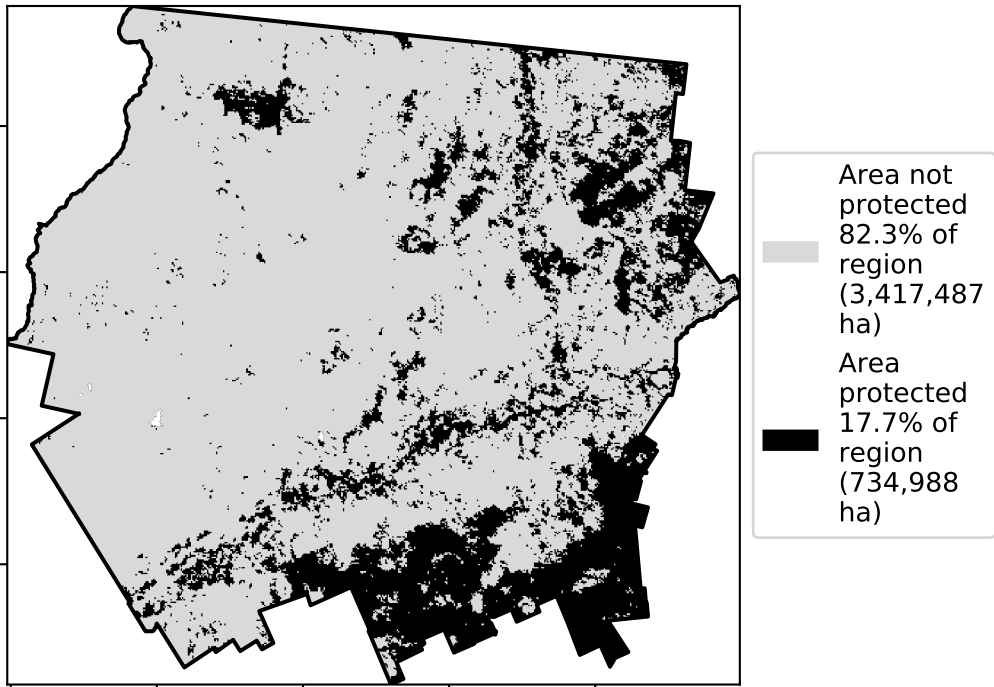 Area not
protected
82.3% of
region
(3,417,487
ha)
Area
protected
17.7% of
region
(734,988
ha)